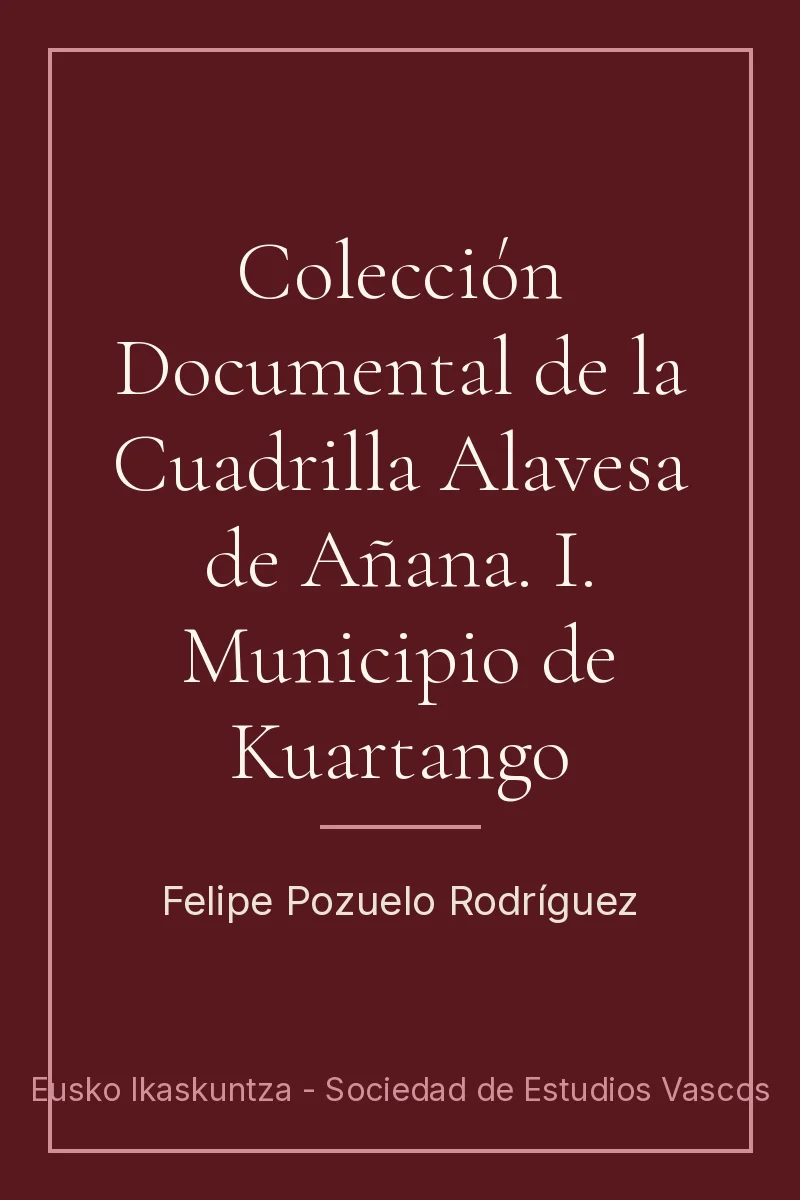 Colección
Documental de la
Cuadrilla Alavesa
de Añana. I.
Municipio de
Kuartango
Felipe Pozuelo Rodríguez
Eusko Ikaskuntza - Sociedad de Estudios Vascos